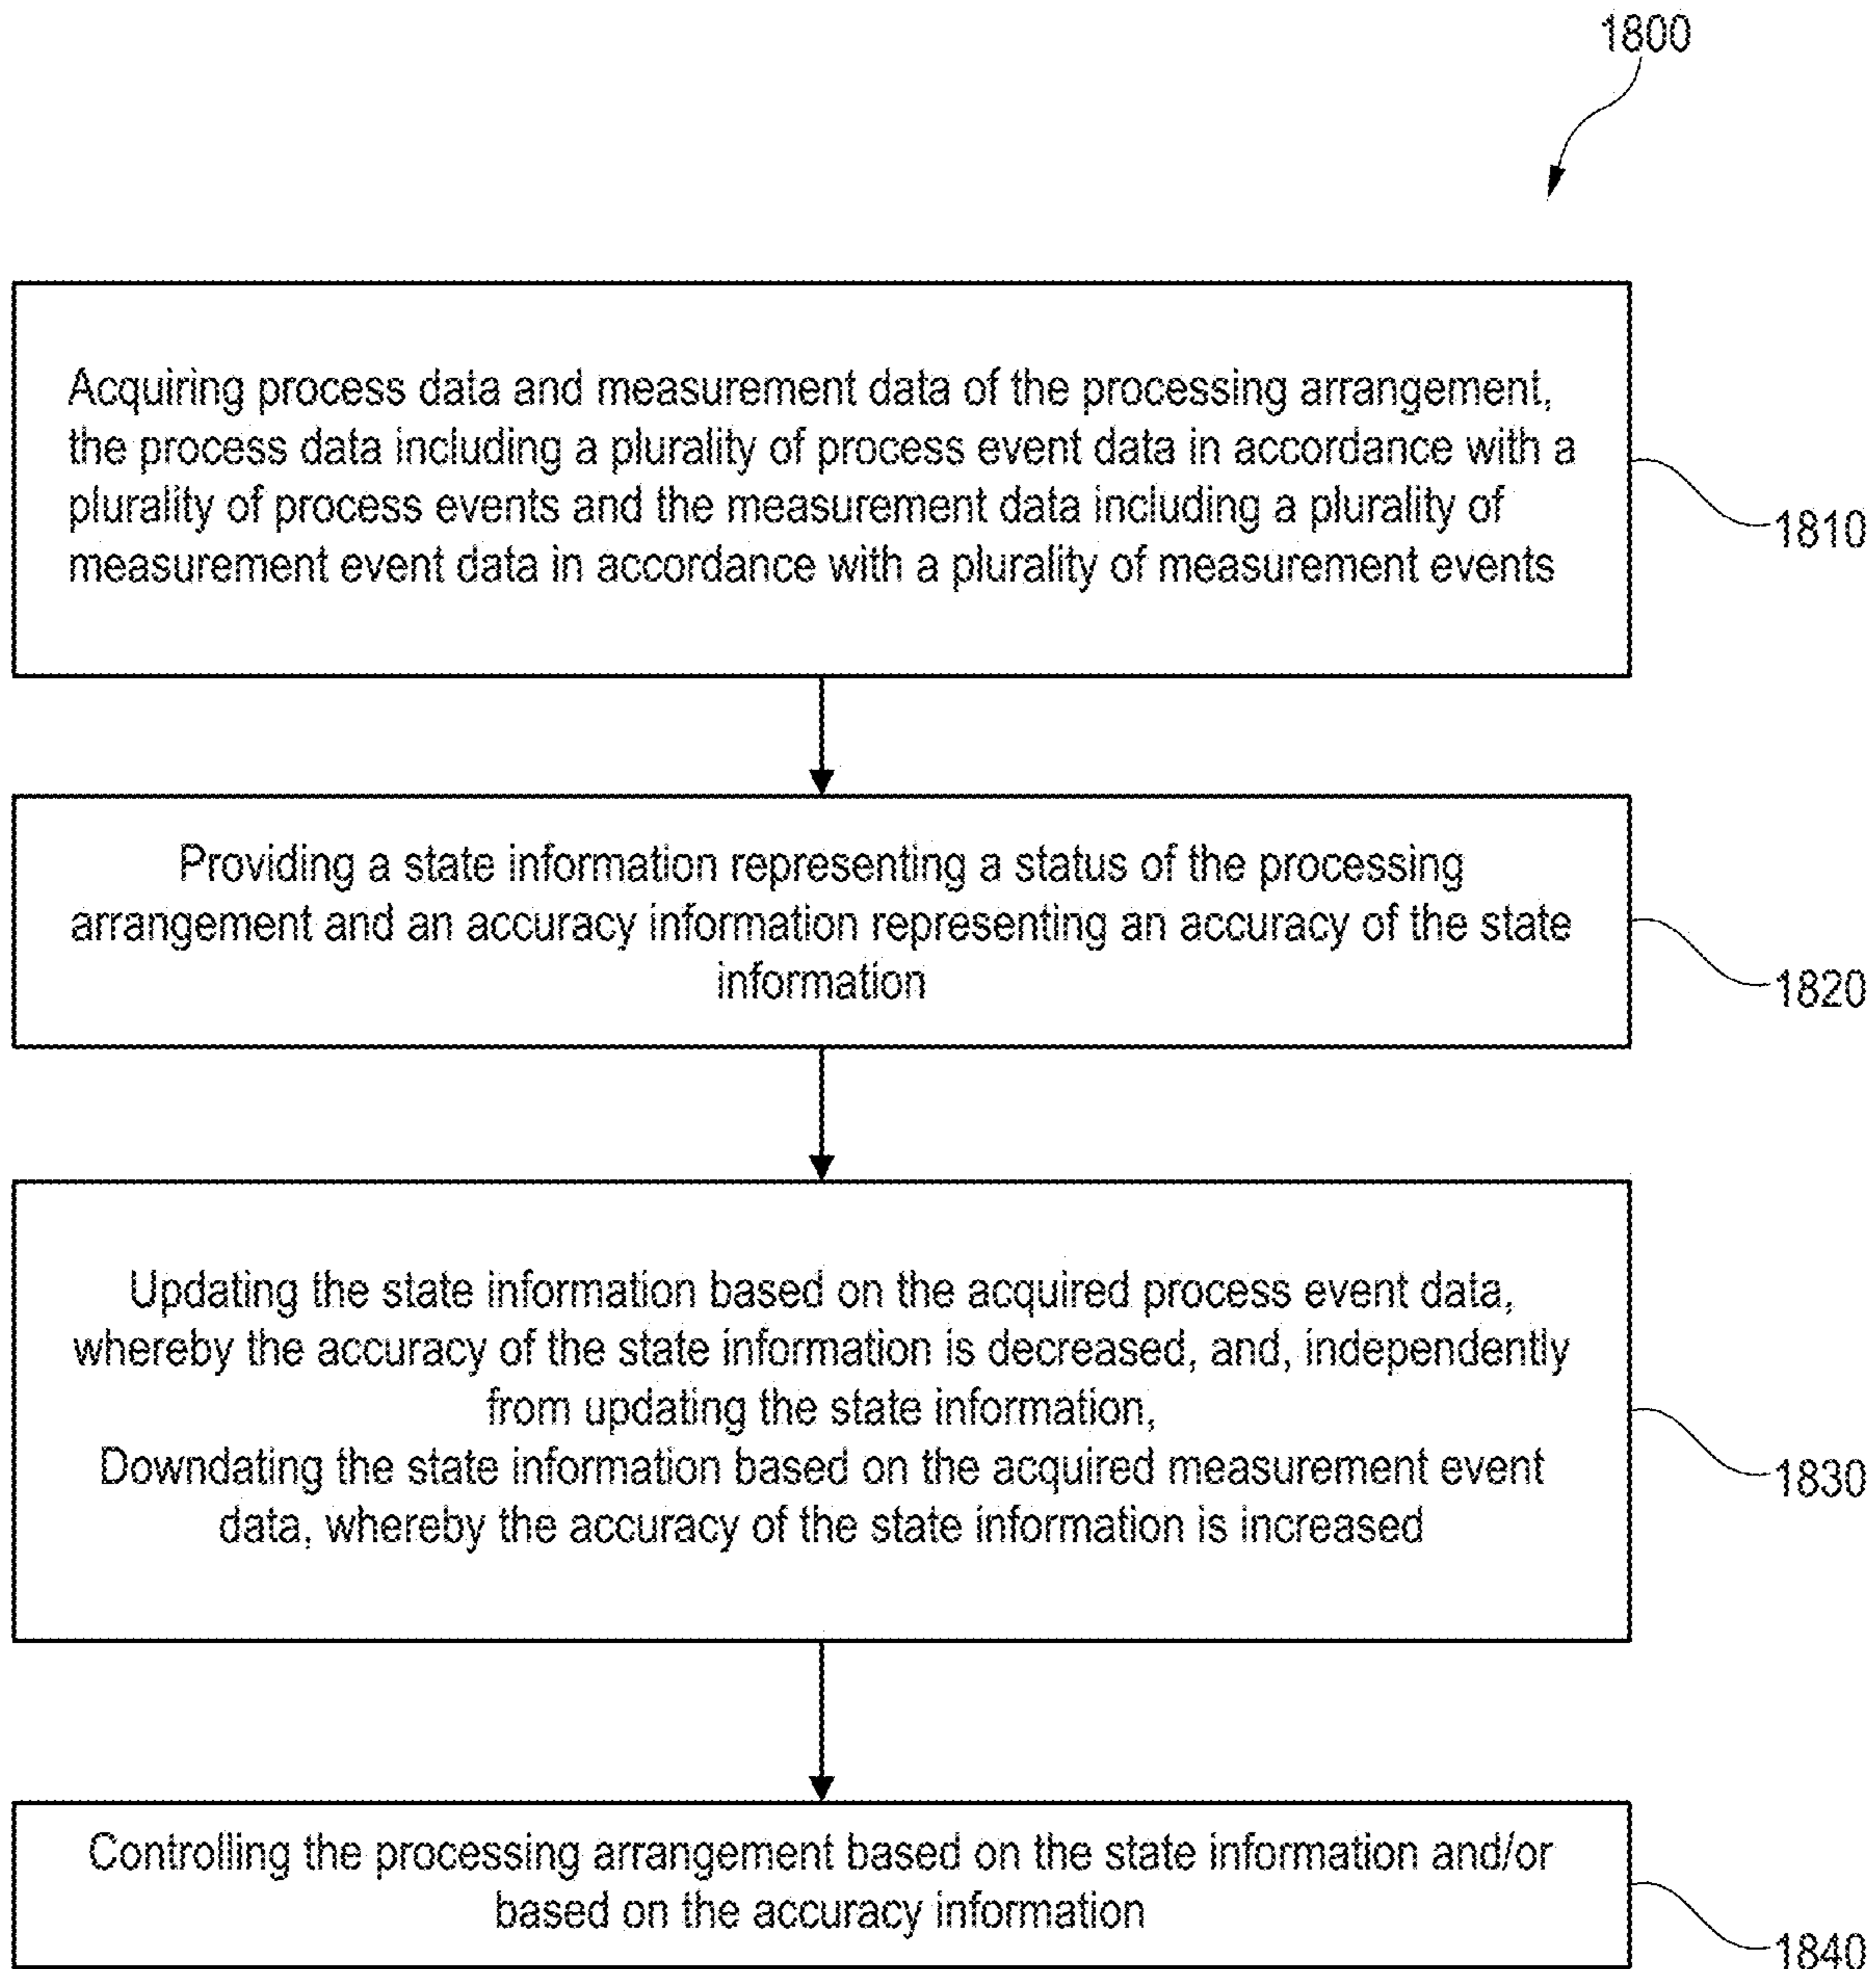 1800
Acquiring process data and measurement data of the processing arrangement,
the process data including a plurality of process event data in accordance with a
plurality of process events and the measurement data including a plurality of
measurement event data in accordance with a plurality of measurement events
1810
Providing a state information representing a status of the processing
arrangement and an accuracy information representing an accuracy of the state
information
1820
Updating the state information based on the acquired process event data,
whereby the accuracy of the state information is decreased, and, independently
from updating the state information,
Downdating the state information based on the acquired measurement event
data, whereby the accuracy of the state information is increased
1830
Controlling the processing arrangement based on the state information and/or
based on the accuracy information
1840